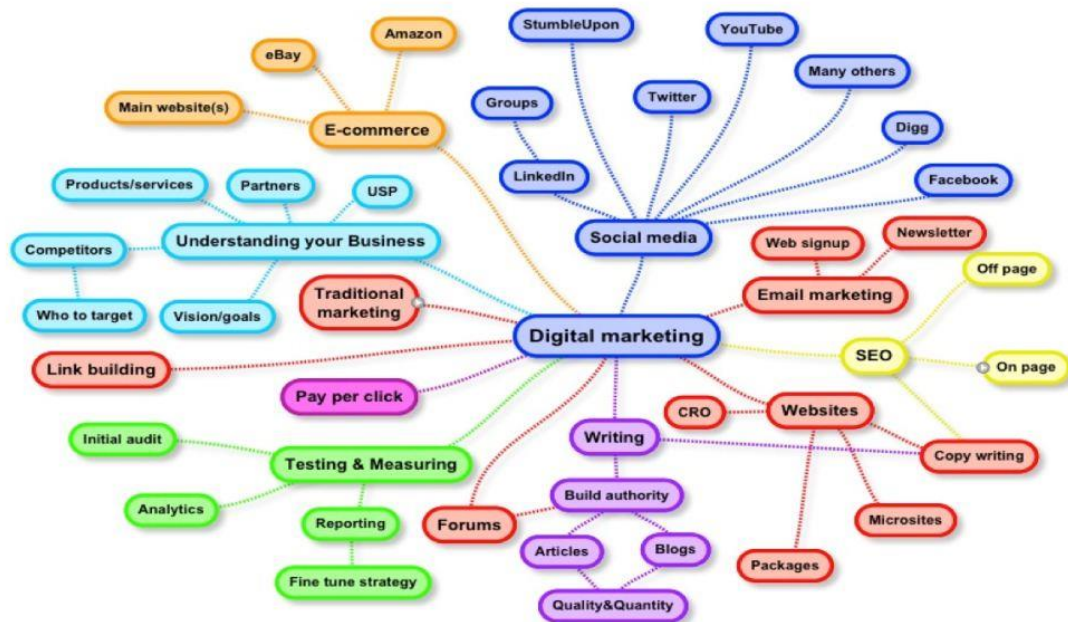 StumbleUpon
YouTube
Amazon
eBay
Many others
Main website(s)
Groups
Twitter
E-commerce
Digg
Products/services
Partners
USP
LinkedIn
Facebook
Understanding your Business
Social media
Web signup
Newsletter
Competitors
Off page
Traditional
marketing
Email marketing
Who to target
Vision/goals
Digital marketing
SEO
Link building
On page
Pay per click
CRO
Websites
Initial audit
Writing
Testing & Measuring
Copy writing
Build authority
Analytics
Reporting
Forums
Microsites
Articles
Blogs
Packages
Fine tune strategy
Quality&Quantity